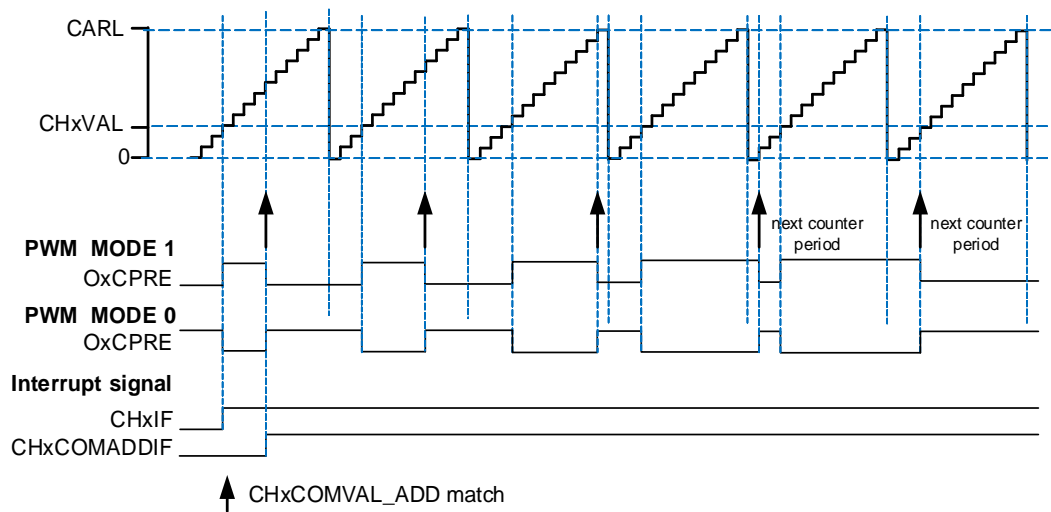 CARL
CHxVAL
0
next counter
period
next counter
period
PWM MODE 1
OxCPRE
PWM MODE 0
OxCPRE
Interrupt signal
CHxIF
CHxCOMADDIF
CHxCOMVAL_ADD match